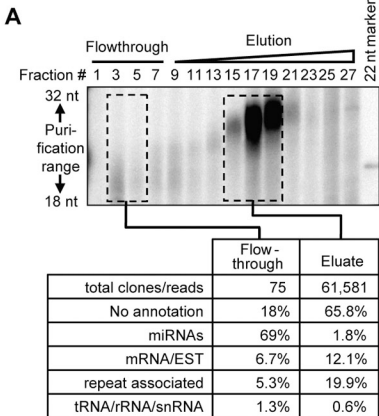 A
Flowthrough Elution
Fraction # 1 3 5 7 9 11 13 15 17 19 21 23 25 27 22 nt marker
32 nt
Puri-
fication
range
18 nt
Flow-
through Eluate
total clones/reads 75 61,581
No annotation 18% 65.8%
miRNAs 69% 1.8%
mRNA/EST 6.7% 12.1%
repeat associated 5.3% 19.9%
tRNA/rRNA/snRNA 1.3% 0.6%